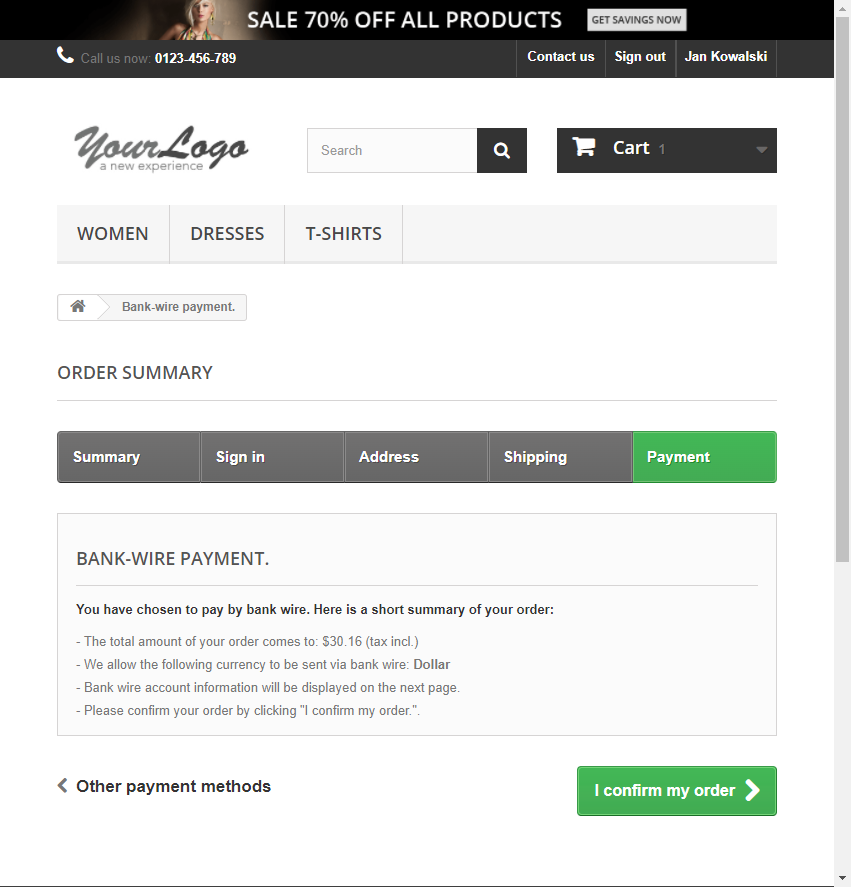 SALE 70% OFF ALL PRODUCTS GET SAVINGS NOW
Call us now: 0123-456-789 Contact us Sign out Jan Kowalski
YourLogo
a new experience
Search
Cart 1
WOMEN DRESSES T-SHIRTS
Bank-wire payment.
ORDER SUMMARY
Summary Sign in Address Shipping Payment
BANK-WIRE PAYMENT.
You have chosen to pay by bank wire. Here is a short summary of your order:
- The total amount of your order comes to: $30.16 (tax incl.)
- We allow the following currency to be sent via bank wire: Dollar
- Bank wire account information will be displayed on the next page.
- Please confirm your order by clicking "I confirm my order.".
Other payment methods I confirm my order